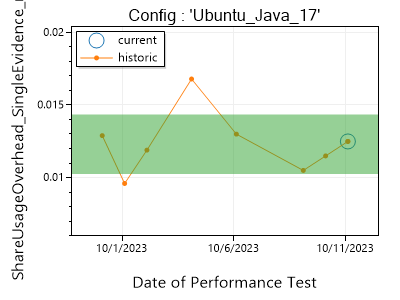 Config : 'Ubuntu_Java_17'
current
historic
0.02
0.015
0.01
ShareUsageOverhead_SingleEvidence_
10/1/2023
10/6/2023
10/11/2023
Date of Performance Test